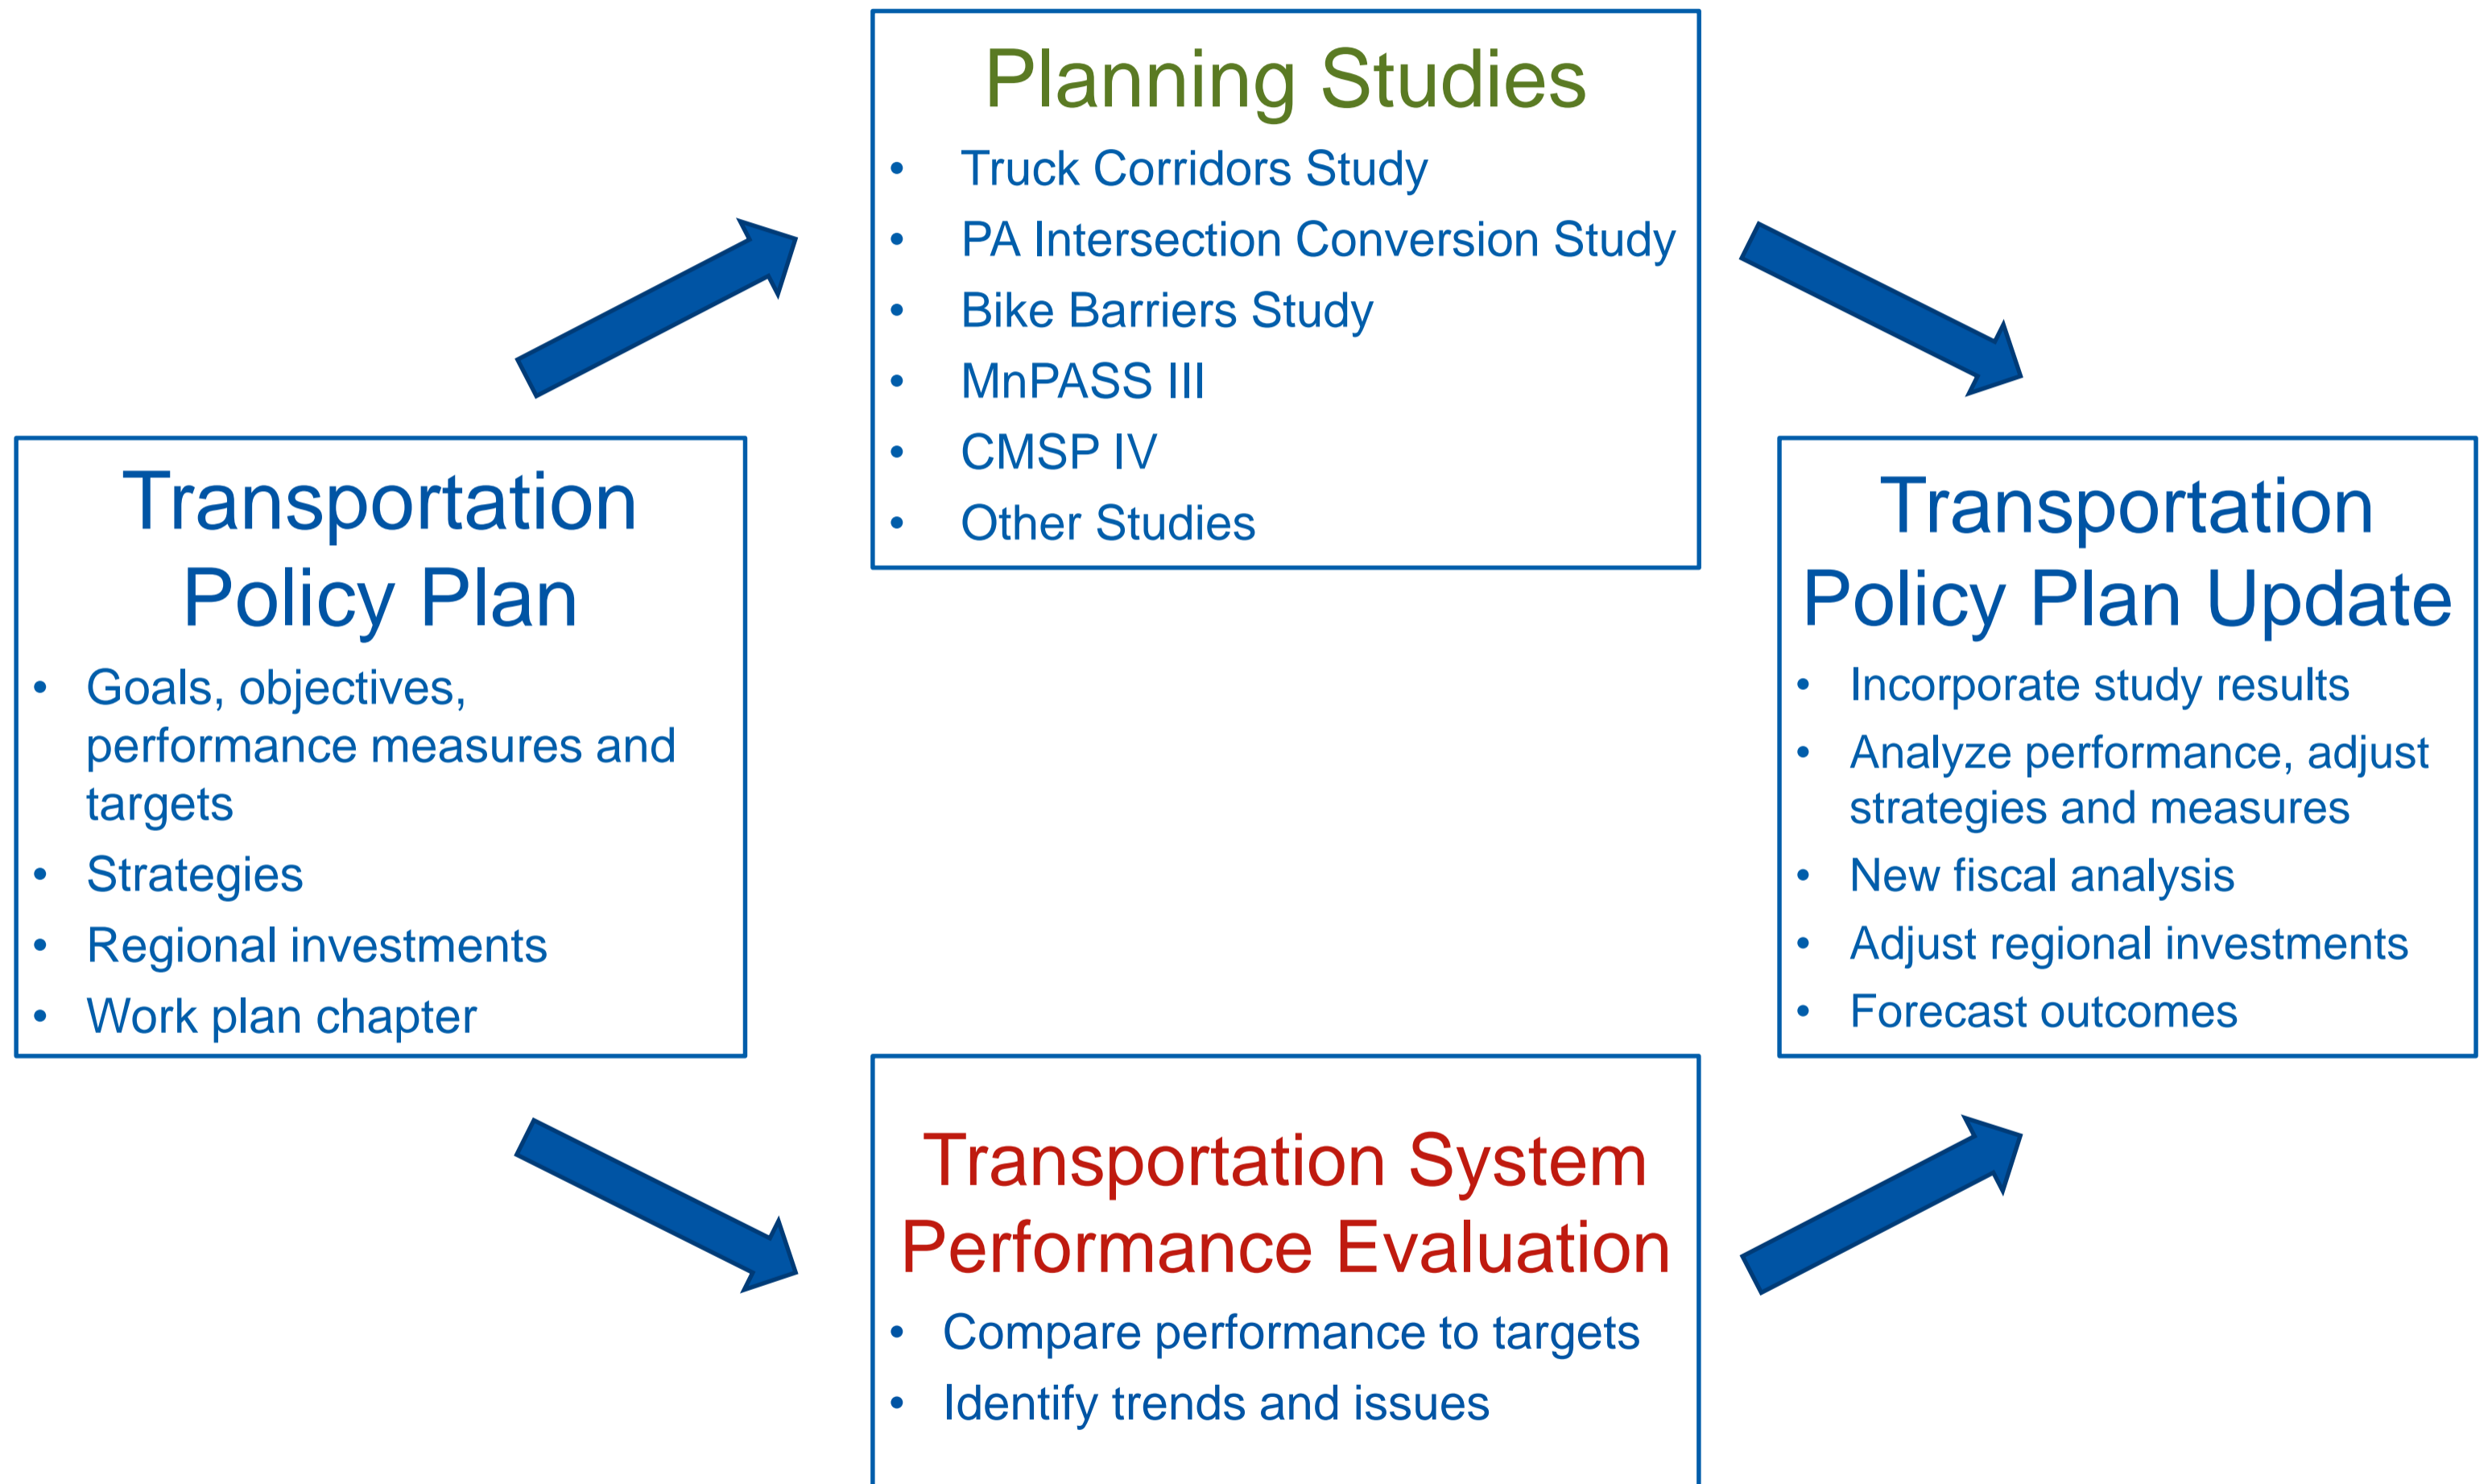 Planning Studies
• Truck Corridors Study
• PA Intersection Conversion Study
• Bike Barriers Study
• MnPASS III
• CMSP IV
• Other Studies
Transportation
Policy Plan
• Goals, objectives,
performance measures and
targets
• Strategies
• Regional investments
• Work plan chapter
Transportation
Policy Plan Update
• Incorporate study results
• Analyze performance, adjust
strategies and measures
• New fiscal analysis
• Adjust regional investments
• Forecast outcomes
Transportation System
Performance Evaluation
• Compare performance to targets
• Identify trends and issues